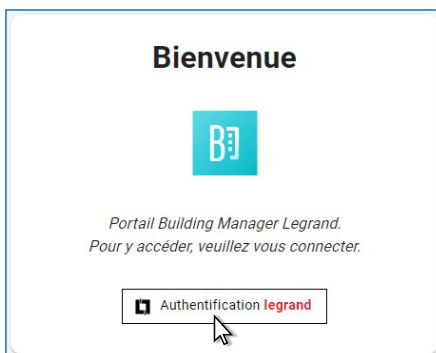 Bienvenue
B
Portail Building Manager Legrand.
Pour y accéder, veuillez vous connecter.
Authentification legrand